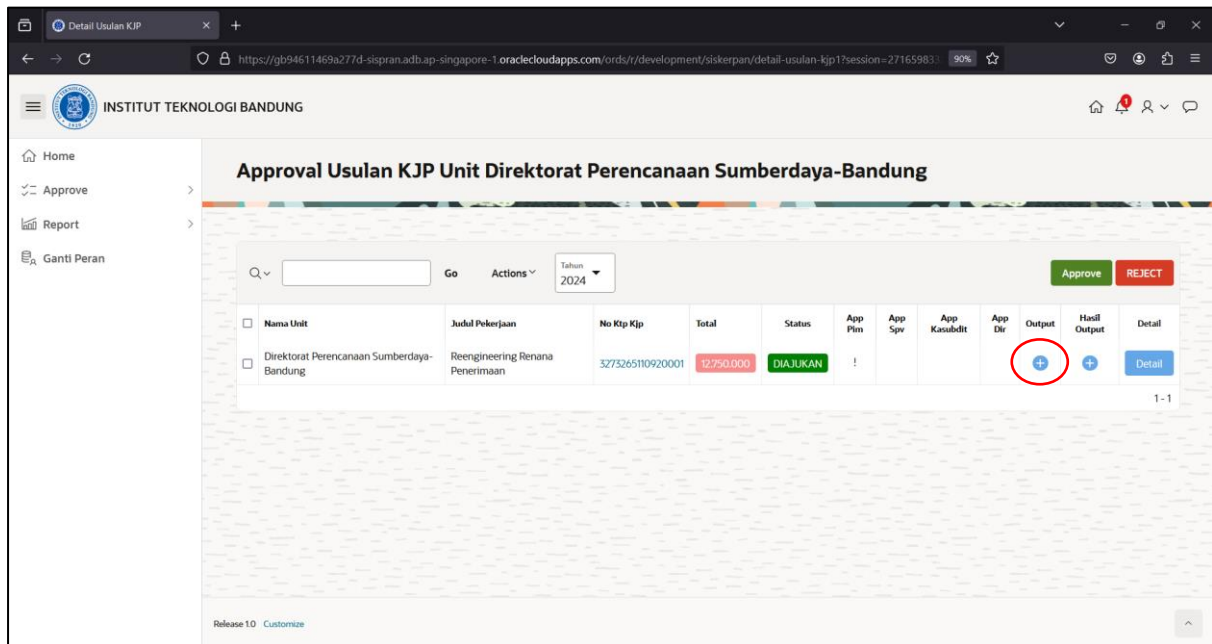 Detail Usulan KJP
https://gb94611469a277d-sispran.adb.ap-singapore-1.oraclecloudapps.com/ords/r/development/siskerpan/detail-usulan-kjp1?session=271659833
90%
INSTITUT TEKNOLOGI BANDUNG
1
Home
Approve
Report
Ganti Peran
Approval Usulan KJP Unit Direktorat Perencanaan Sumberdaya-Bandung
Go
Actions
Tahun
2024
Approve
REJECT
Nama Unit
Judul Pekerjaan
No Ktp Kjp
Total
Status
App Pim
App Spv
App Kasubdit
App Dir
Output
Hasil Output
Detail
Direktorat Perencanaan Sumberdaya-
Bandung
Reengineering Renana
Penerimaan
3273265110920001
12.750.000
DIAJUKAN
!
Detail
1 - 1
Release 1.0 Customize